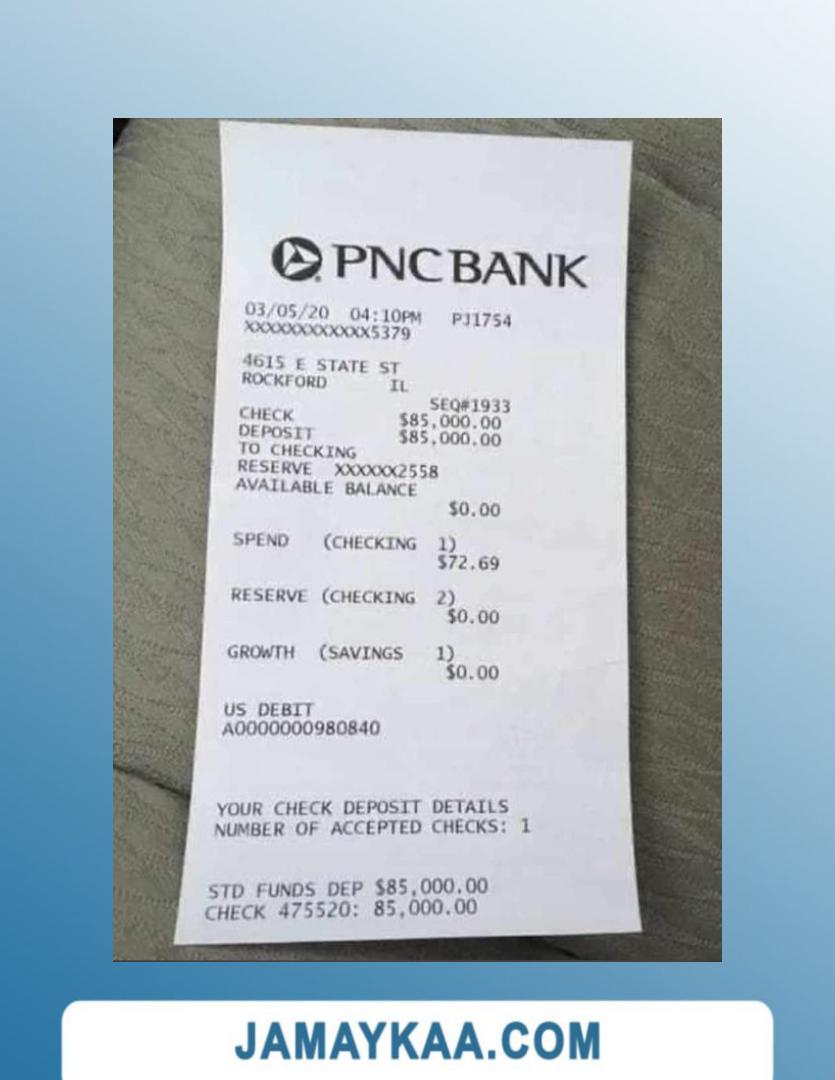 PNCBANK
03/05/20 04:10PM PJ1754
XXXXXXXXXXXX5379
4615 E STATE ST
ROCKFORD IL
SEQ#1933
CHECK $85,000.00
DEPOSIT $85,000.00
TO CHECKING
RESERVE XXXXXX2558
AVAILABLE BALANCE
$0.00
SPEND (CHECKING 1)
$72.69
RESERVE (CHECKING 2)
$0.00
GROWTH (SAVINGS 1)
$0.00
US DEBIT
A0000000980840
YOUR CHECK DEPOSIT DETAILS
NUMBER OF ACCEPTED CHECKS: 1
STD FUNDS DEP $85,000.00
CHECK 475520: 85,000.00
JAMAYKAA.COM